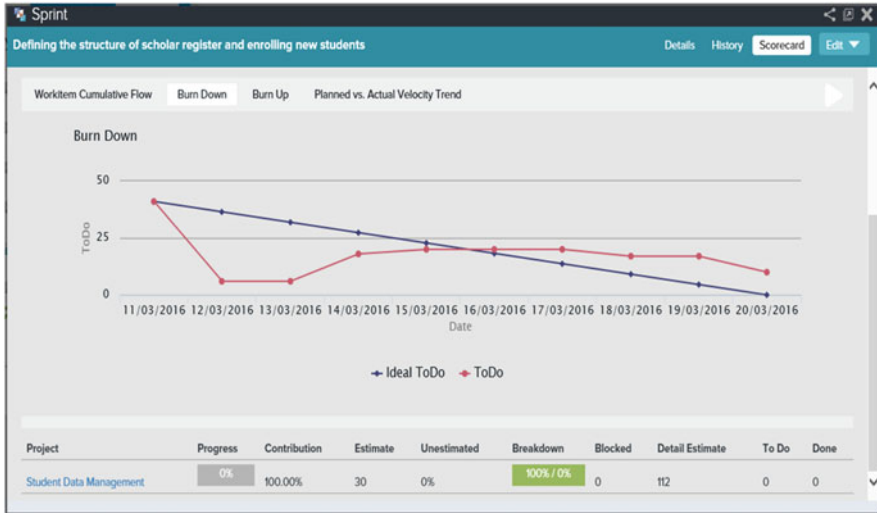 Sprint
Defining the structure of scholar register and enrolling new students Details History Scorecard Edit
Workitem Cumulative Flow Burn Down Burn Up Planned vs. Actual Velocity Trend
Burn Down
50
25
0
ToDo
11/03/2016 12/03/2016 13/03/2016 14/03/2016 15/03/2016 16/03/2016 17/03/2016 18/03/2016 19/03/2016 20/03/2016
Date
Ideal ToDo ToDo
Project Progress Contribution Estimate Unestimated Breakdown Blocked Detail Estimate To Do Done
Student Data Management 0% 100.00% 30 0% 100% / 0% 0 112 0 0